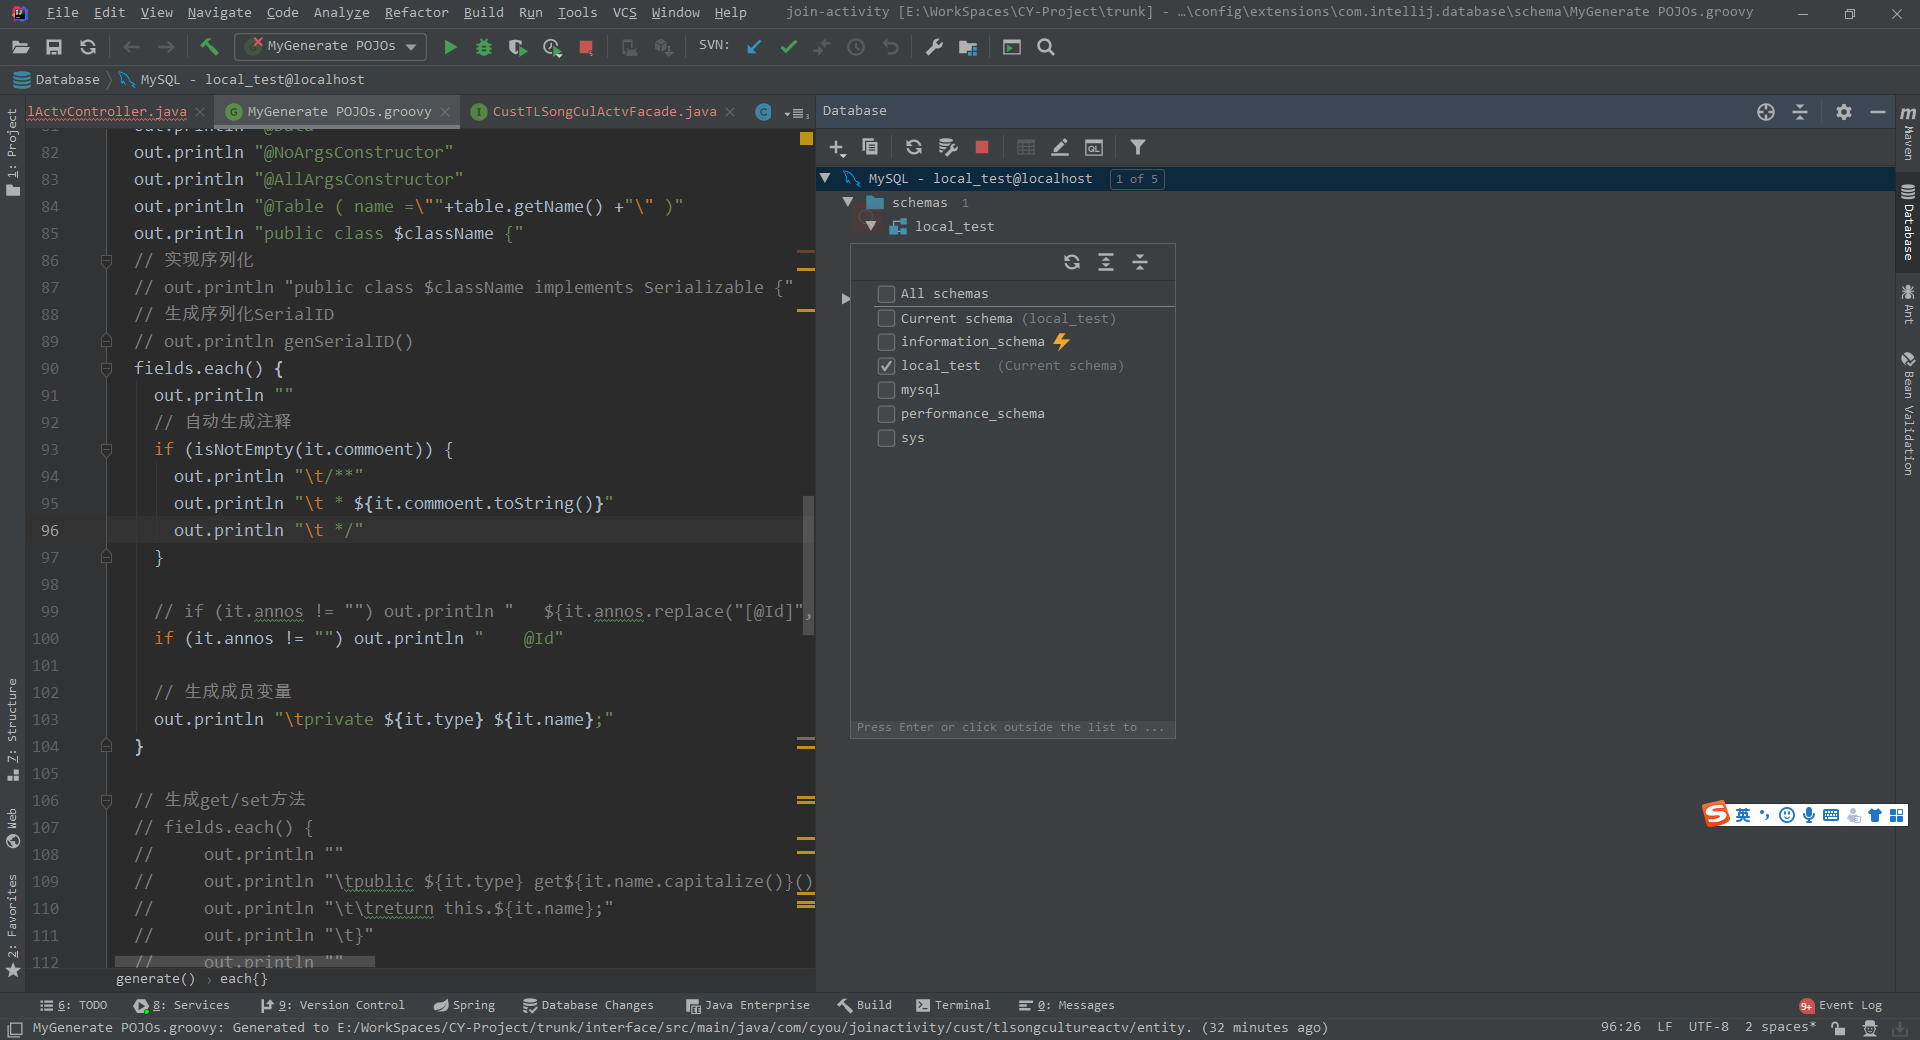 File Edit View Navigate Code Analyze Refactor Build Run Tools VCS Window Help join-activity [E:\WorkSpaces\CY-Project\trunk] - …\config\extensions\com.intellij.database\schema\MyGenerate POJOs.groovy
MyGenerate POJOs SVN:
Database MySQL - local_test@localhost
lActvController.java MyGenerate POJOs.groovy CustTLSongCulActvFacade.java
81 out.println "@Data"
82 out.println "@NoArgsConstructor"
83 out.println "@AllArgsConstructor"
84 out.println "@Table ( name =\""+table.getName() +"\" )"
85 out.println "public class $className {"
86 // 实现序列化
87 // out.println "public class $className implements Serializable {"
88 // 生成序列化SerialID
89 // out.println genSerialID()
90 fields.each() {
91 out.println ""
92 // 自动生成注释
93 if (isNotEmpty(it.commoent)) {
94 out.println "\t/**"
95 out.println "\t * ${it.commoent.toString()}"
96 out.println "\t */"
97 }
98
99 // if (it.annos != "") out.println "   ${it.annos.replace("[@Id]",
100 if (it.annos != "") out.println "    @Id"
101
102 // 生成成员变量
103 out.println "\tprivate ${it.type} ${it.name};"
104 }
105
106 // 生成get/set方法
107 // fields.each() {
108 //     out.println ""
109 //     out.println "\tpublic ${it.type} get${it.name.capitalize()}()
110 //     out.println "\t\treturn this.${it.name};"
111 //     out.println "\t}"
112 //     out.println ""
generate() › each{}
Database
MySQL - local_test@localhost 1 of 5
schemas 1
local_test
All schemas
Current schema (local_test)
information_schema
local_test (Current schema)
mysql
performance_schema
sys
Press Enter or click outside the list to ...
1: Project
7: Structure
Web
2: Favorites
m Maven
Database
Ant
Bean Validation
英
6: TODO 8: Services 9: Version Control Spring Database Changes Java Enterprise Build Terminal 0: Messages 9+ Event Log
MyGenerate POJOs.groovy: Generated to E:/WorkSpaces/CY-Project/trunk/interface/src/main/java/com/cyou/joinactivity/cust/tlsongcultureactv/entity. (32 minutes ago) 96:26 LF UTF-8 2 spaces*